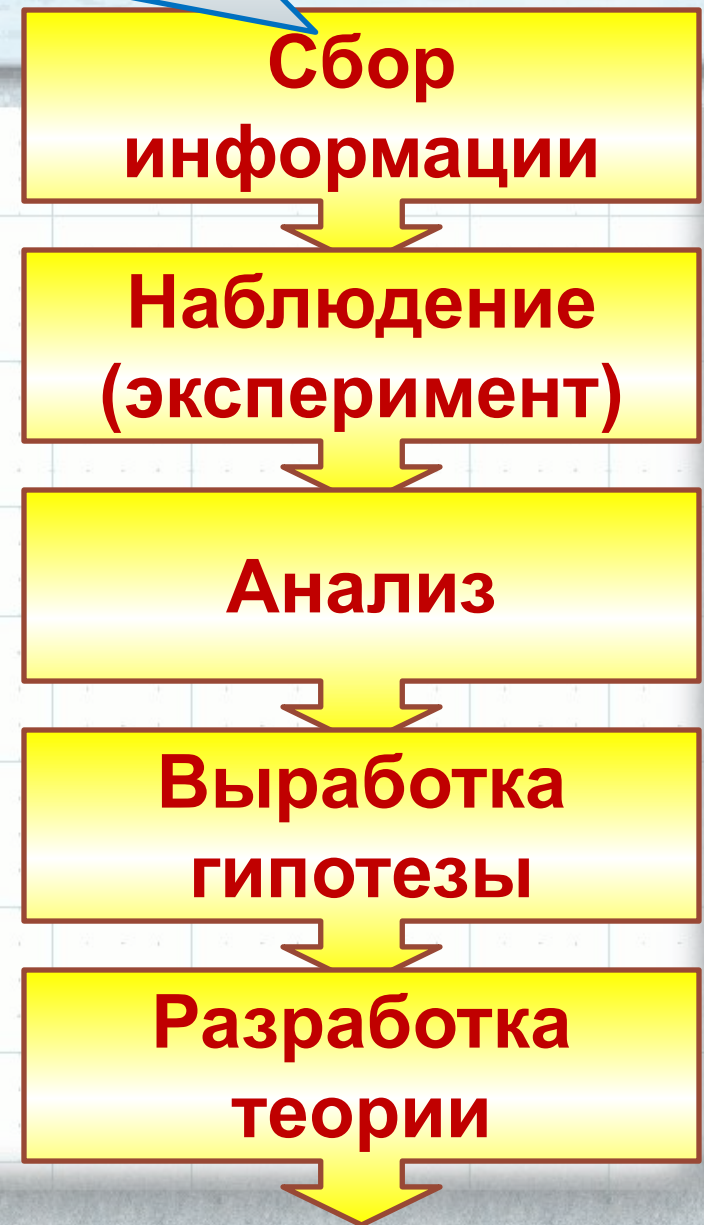 Сбор
информации
Наблюдение
(эксперимент)
Анализ
Выработка
гипотезы
Разработка
теории